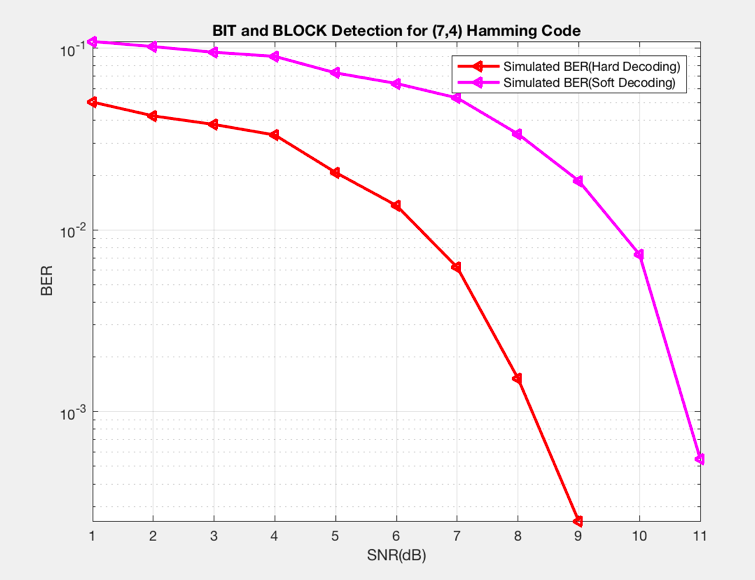 BIT and BLOCK Detection for (7,4) Hamming Code
Simulated BER(Hard Decoding)
Simulated BER(Soft Decoding)
10^-1
10^-2
10^-3
BER
1 2 3 4 5 6 7 8 9 10 11
SNR(dB)